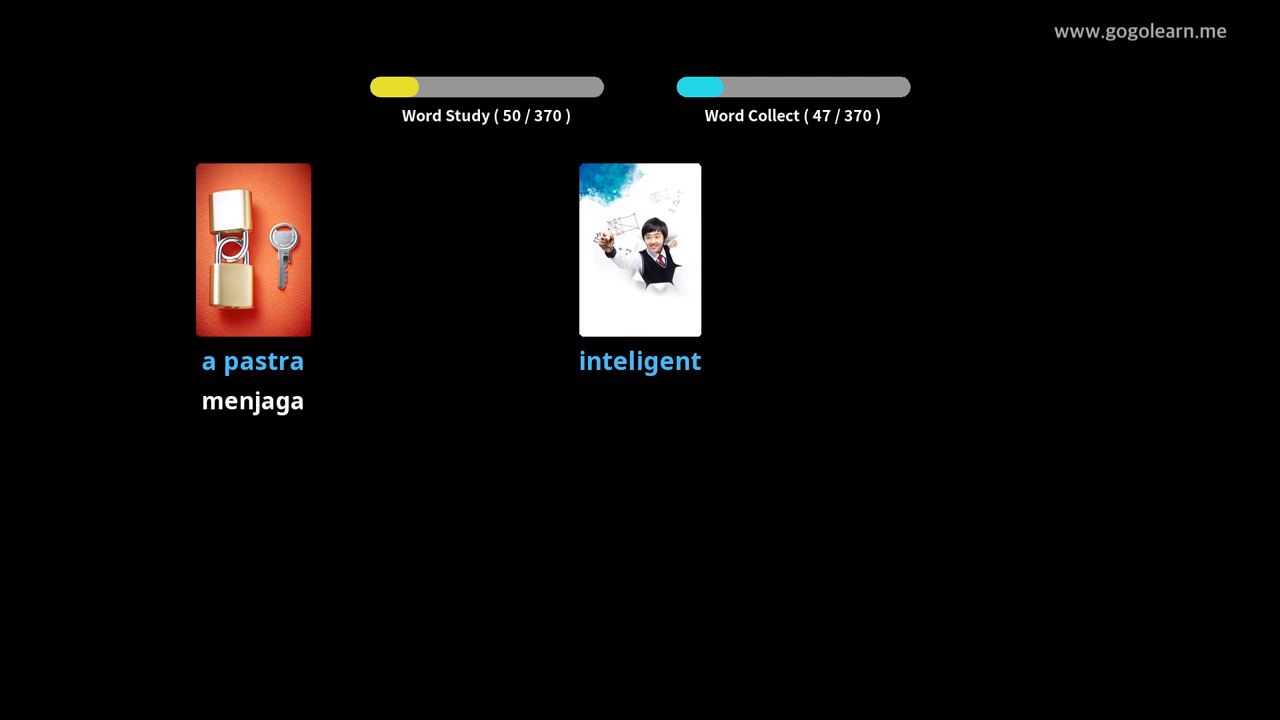 www.gogolearn.me
Word Study ( 50 / 370 )
Word Collect ( 47 / 370 )
a pastra
menjaga
inteligent